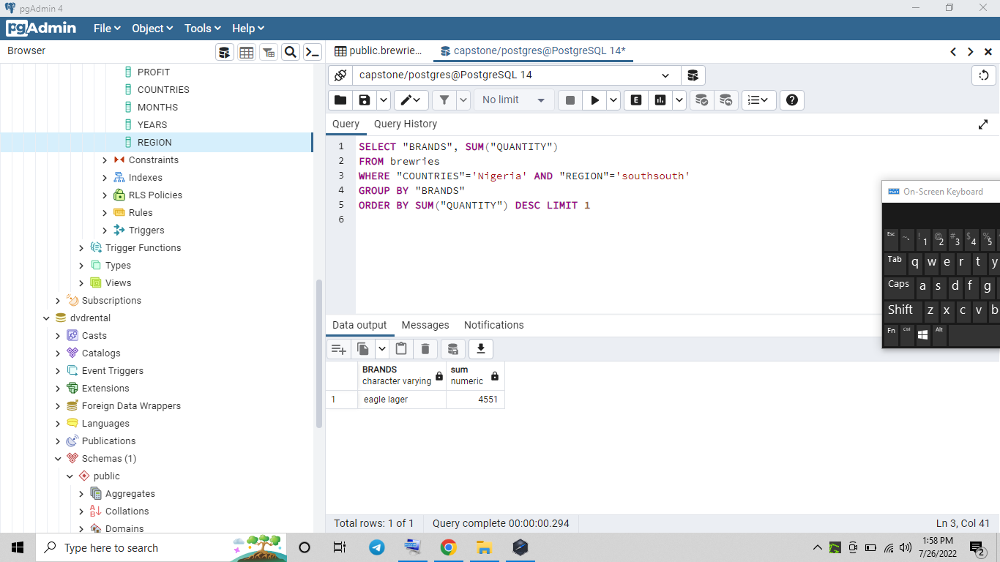 pgAdmin 4
pgAdmin File Object Tools Help
Browser
public.brewrie...
capstone/postgres@PostgreSQL 14*
capstone/postgres@PostgreSQL 14
No limit
E
Query Query History
PROFIT
COUNTRIES
MONTHS
YEARS
REGION
Constraints
Indexes
RLS Policies
Rules
Triggers
Trigger Functions
Types
Views
Subscriptions
dvdrental
Casts
Catalogs
Event Triggers
Extensions
Foreign Data Wrappers
Languages
Publications
Schemas (1)
public
Aggregates
Collations
Domains
1 SELECT "BRANDS", SUM("QUANTITY")
2 FROM brewries
3 WHERE "COUNTRIES"='Nigeria' AND "REGION"='southsouth'
4 GROUP BY "BRANDS"
5 ORDER BY SUM("QUANTITY") DESC LIMIT 1
6
On-Screen Keyboard
Esc ~ ` ! 1 @ 2 # 3 $ 4 % 5
Tab q w e r t y
Caps a s d f g
Shift z x c v b
Fn Ctrl Alt
Data output Messages Notifications
BRANDS sum
character varying numeric
1 eagle lager 4551
Total rows: 1 of 1 Query complete 00:00:00.294 Ln 3, Col 41
Type here to search
1:58 PM
7/26/2022
2